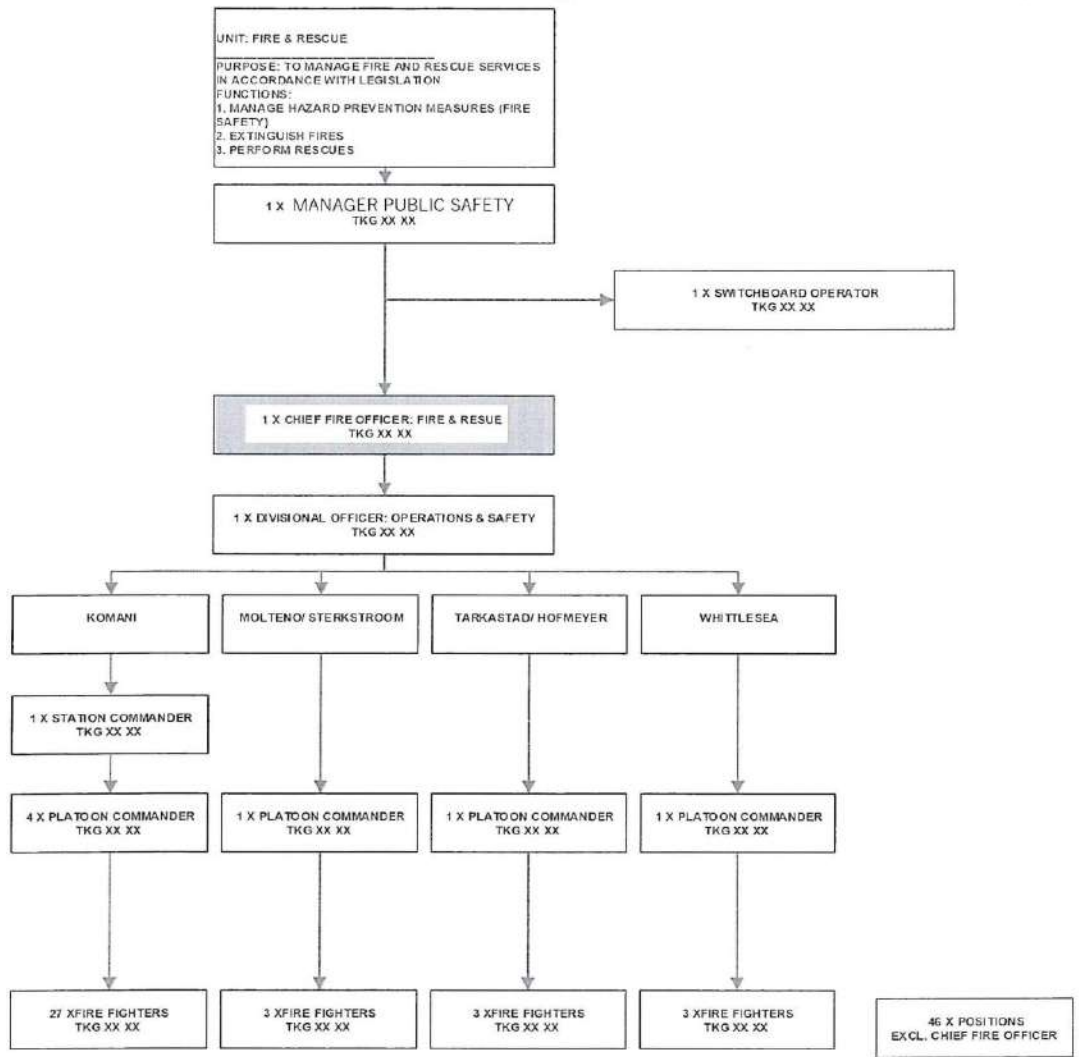 UNIT: FIRE & RESCUE
PURPOSE: TO MANAGE FIRE AND RESCUE SERVICES
IN ACCORDANCE WITH LEGISLATION
FUNCTIONS:
1. MANAGE HAZARD PREVENTION MEASURES (FIRE
SAFETY)
2. EXTINGUISH FIRES
3. PERFORM RESCUES
1 X MANAGER PUBLIC SAFETY
TKG XX XX
1 X SWITCHBOARD OPERATOR
TKG XX XX
1 X CHIEF FIRE OFFICER: FIRE & RESUE
TKG XX XX
1 X DIVISIONAL OFFICER: OPERATIONS & SAFETY
TKG XX XX
KOMANI
MOLTENO/ STERKSTROOM
TARKASTAD/ HOFMEYER
WHITTLESEA
1 X STATION COMMANDER
TKG XX XX
4 X PLATOON COMMANDER
TKG XX XX
1 X PLATOON COMMANDER
TKG XX XX
1 X PLATOON COMMANDER
TKG XX XX
1 X PLATOON COMMANDER
TKG XX XX
27 XFIRE FIGHTERS
TKG XX XX
3 XFIRE FIGHTERS
TKG XX XX
3 XFIRE FIGHTERS
TKG XX XX
3 XFIRE FIGHTERS
TKG XX XX
46 X POSITIONS
EXCL. CHIEF FIRE OFFICER